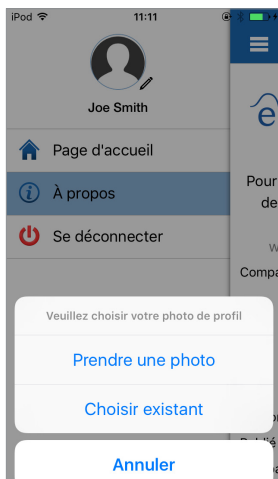 iPod 11:11
Joe Smith
Page d'accueil
À propos
Se déconnecter
Pour
de
Compa
Veuillez choisir votre photo de profil
Prendre une photo
Choisir existant
Annuler